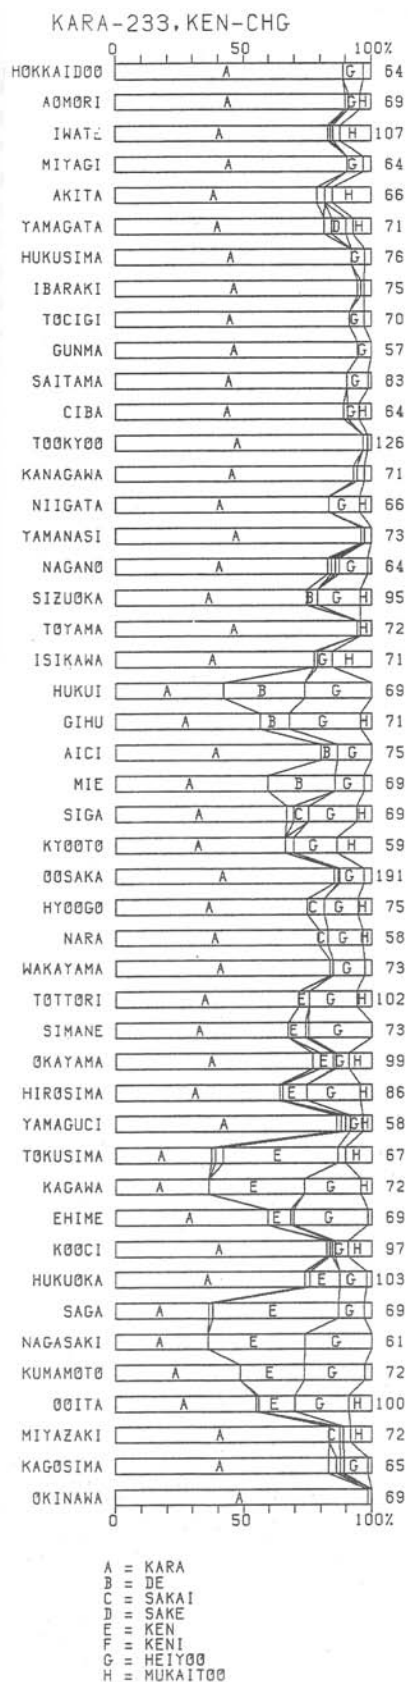 KARA-233,KEN-CHG
0 50 100%
HOKKAIDOO A G 64
AOMORI A G H 69
IWATE A H 107
MIYAGI A G 64
AKITA A H 66
YAMAGATA A D H 71
HUKUSIMA A G 76
IBARAKI A 75
TOCIGI A G 70
GUNMA A G 57
SAITAMA A G 83
CIBA A G H 64
TOOKYOO A 126
KANAGAWA A 71
NIIGATA A G H 66
YAMANASI A 73
NAGANO A G 64
SIZUOKA A B G H 95
TOYAMA A H 72
ISIKAWA A G H 71
HUKUI A B G 69
GIHU A B G H 71
AICI A B G 75
MIE A B G 69
SIGA A C G H 69
KYOOTO A G H 59
OOSAKA A G 191
HYOOGO A C G H 75
NARA A C G H 58
WAKAYAMA A G 73
TOTTORI A E G H 102
SIMANE A E G 73
OKAYAMA A E G H 99
HIROSIMA A E G H 86
YAMAGUCI A G H 58
TOKUSIMA A E H 67
KAGAWA A E G H 72
EHIME A E G 69
KOOCI A G H 97
HUKUOKA A E G 103
SAGA A E G 69
NAGASAKI A E G 61
KUMAMOTO A E G 72
OOITA A E G H 100
MIYAZAKI A C H 72
KAGOSIMA A G 65
OKINAWA A 69
0 50 100%
A = KARA
B = DE
C = SAKAI
D = SAKE
E = KEN
F = KENI
G = HEIYOO
H = MUKAITOO